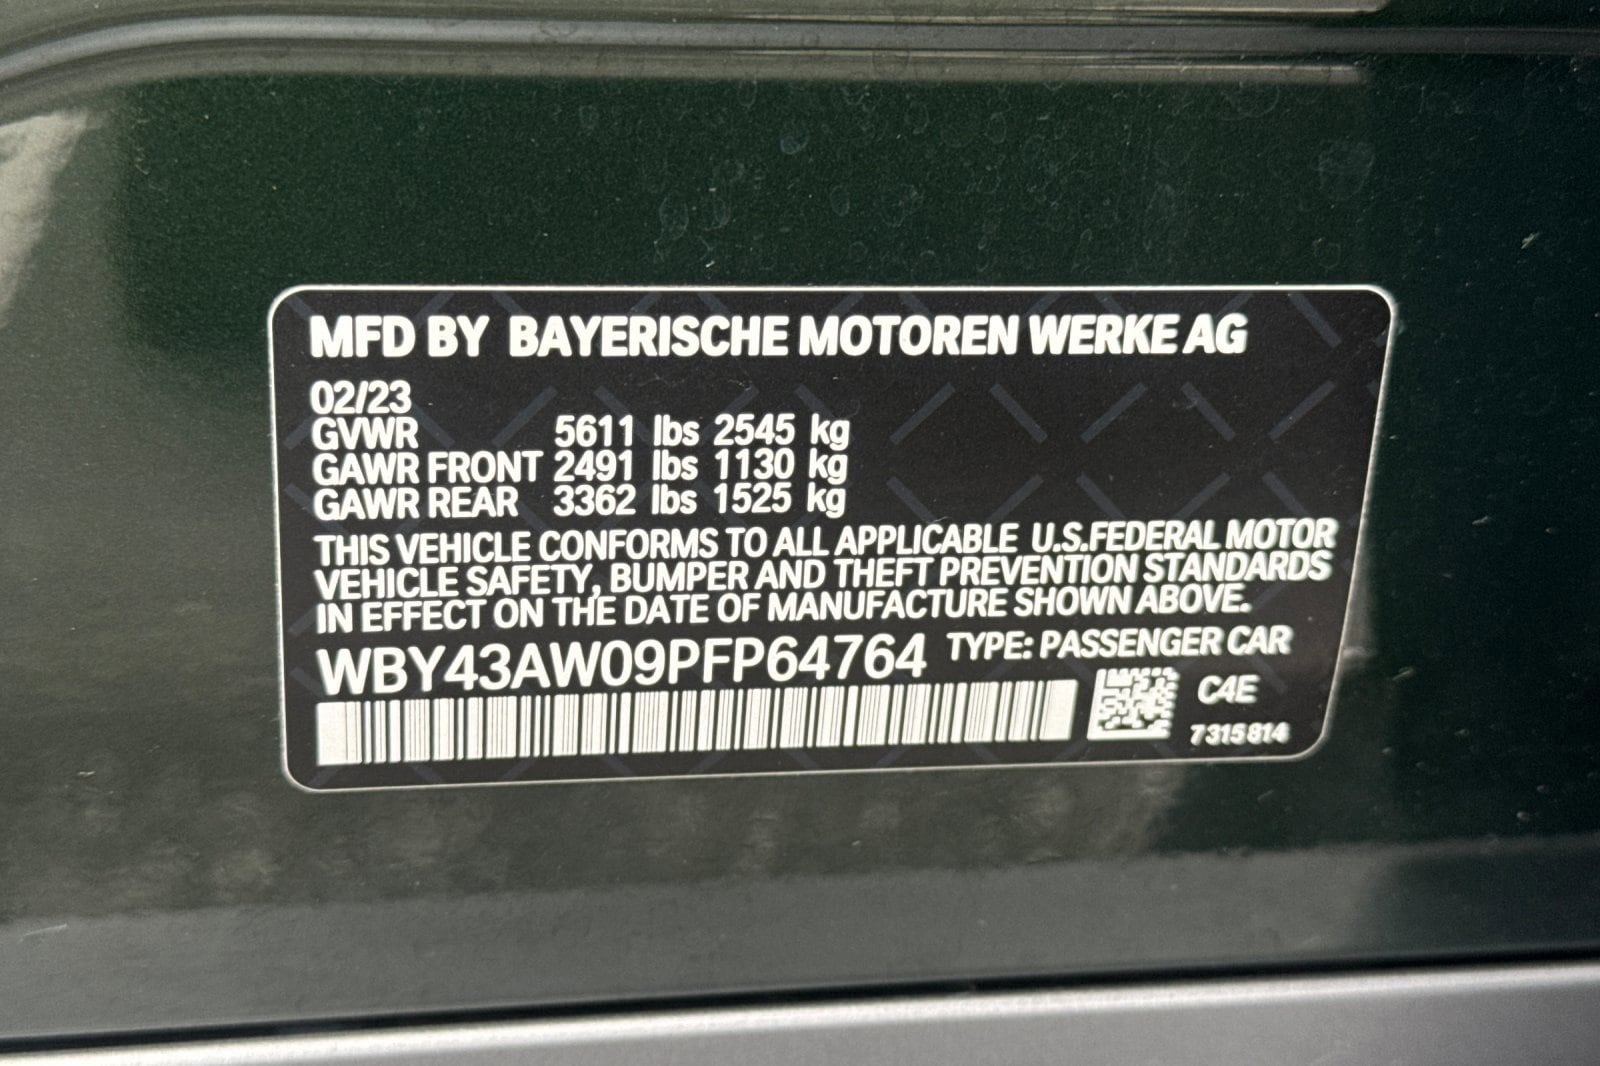 MFD BY BAYERISCHE MOTOREN WERKE AG
02/23
GVWR 5611 lbs 2545 kg
GAWR FRONT 2491 lbs 1130 kg
GAWR REAR 3362 lbs 1525 kg
THIS VEHICLE CONFORMS TO ALL APPLICABLE U.S.FEDERAL MOTOR
VEHICLE SAFETY, BUMPER AND THEFT PREVENTION STANDARDS
IN EFFECT ON THE DATE OF MANUFACTURE SHOWN ABOVE.
WBY43AW09PFP64764 TYPE: PASSENGER CAR
C4E
7315814